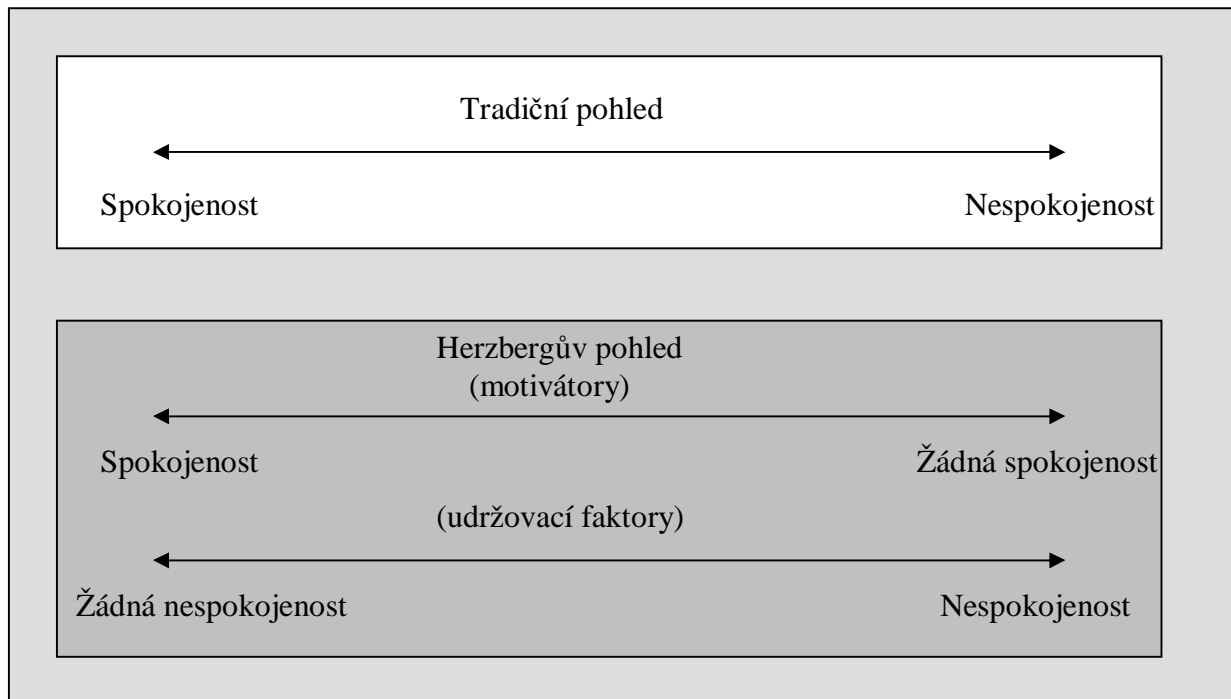 Tradiční pohled
Spokojenost Nespokojenost
Herzbergův pohled
(motivátory)
Spokojenost Žádná spokojenost
(udržovací faktory)
Žádná nespokojenost Nespokojenost